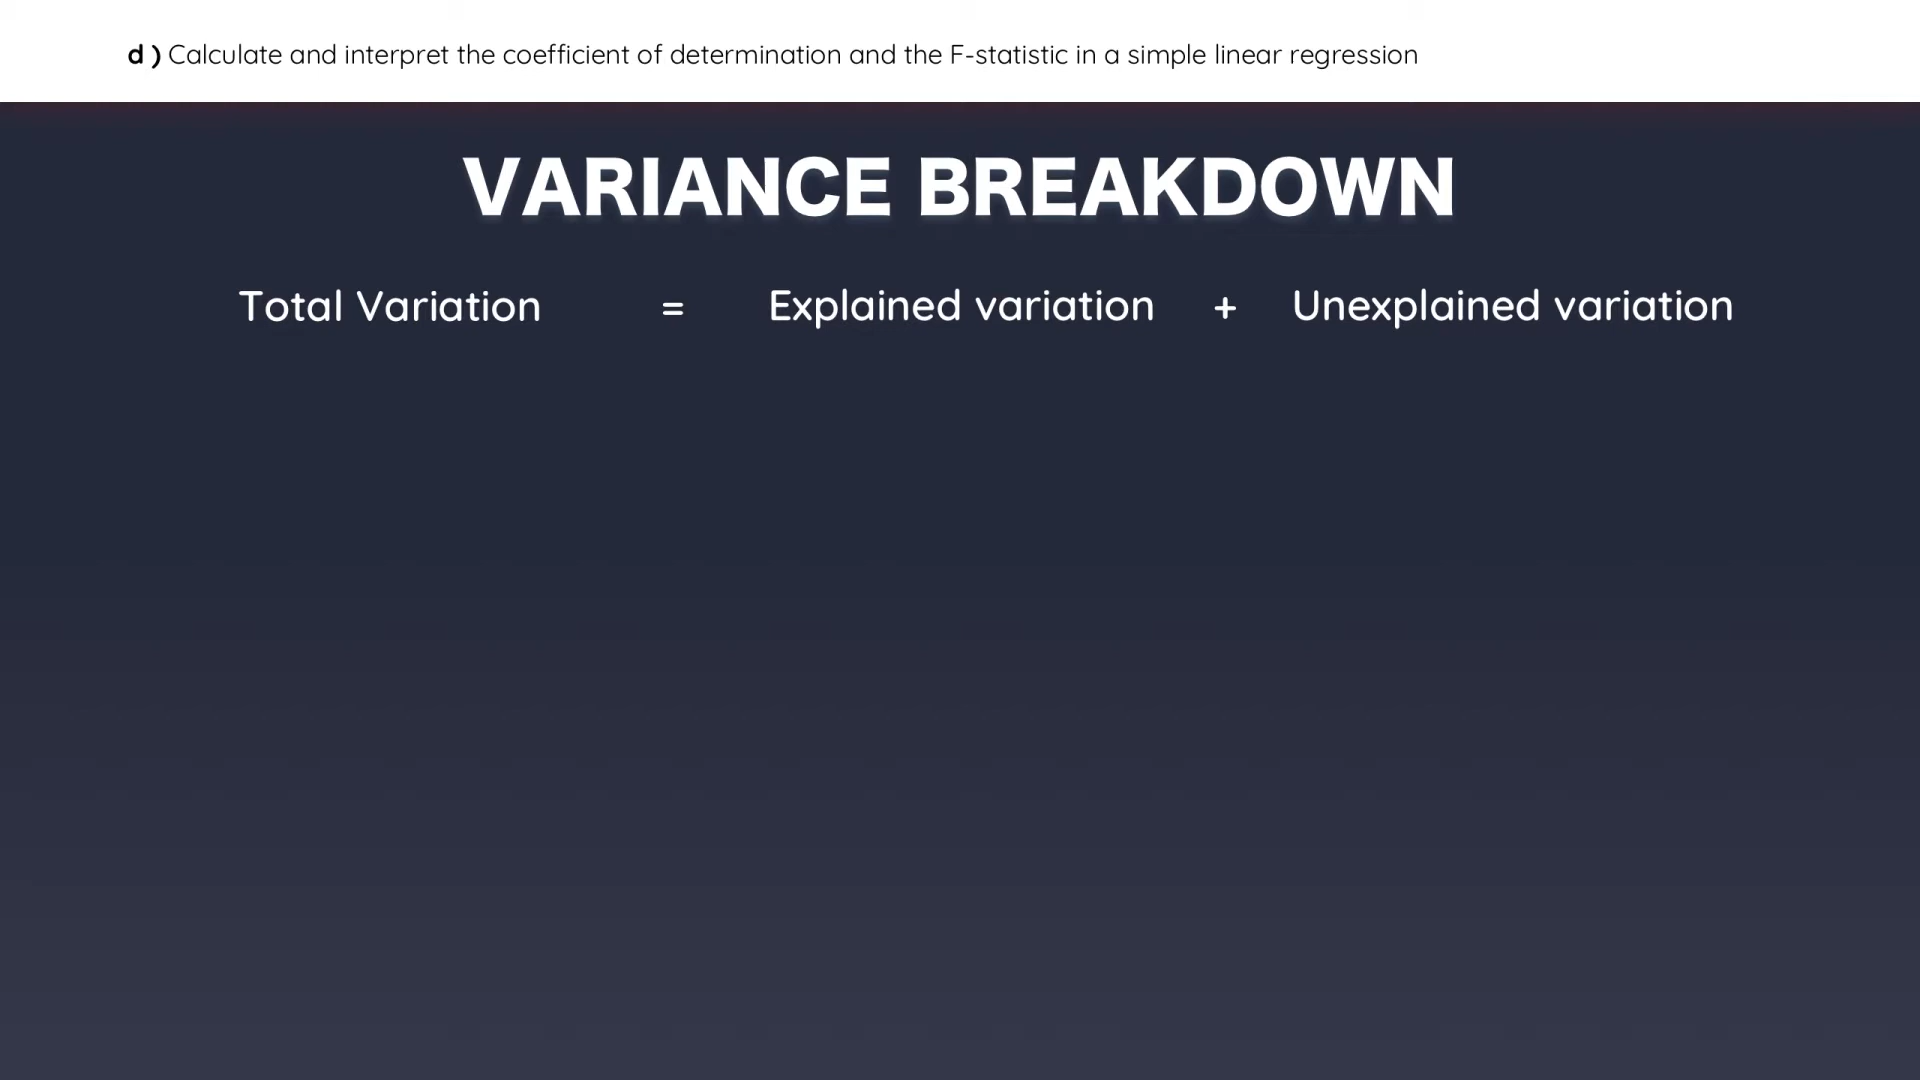 d ) Calculate and interpret the coefficient of determination and the F-statistic in a simple linear regression
VARIANCE BREAKDOWN
Total Variation = Explained variation + Unexplained variation